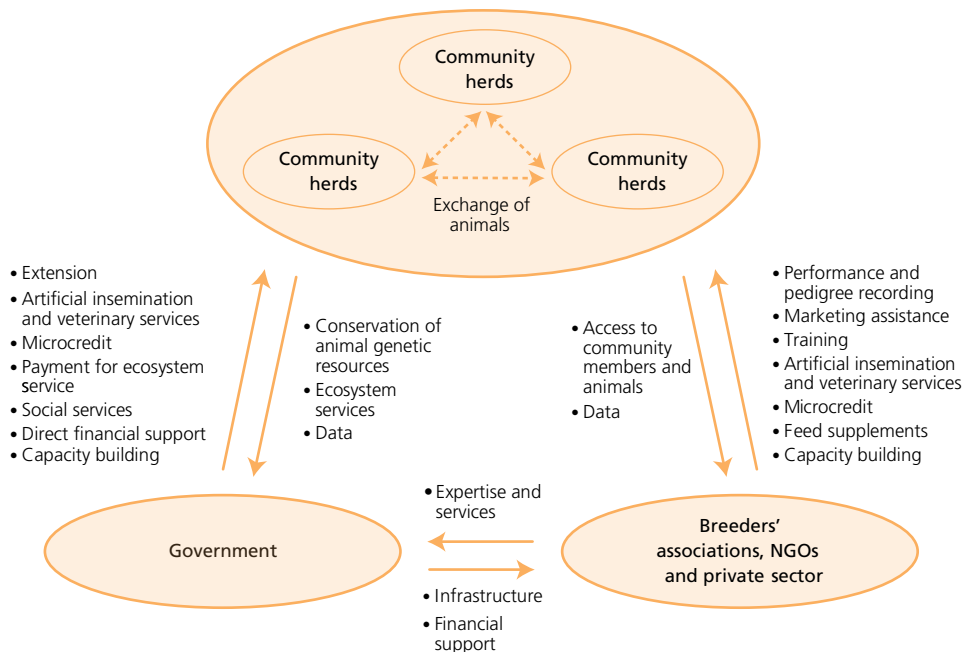 Community
herds
Community
herds
Community
herds
Exchange of
animals
• Extension
• Artificial insemination
and veterinary services
• Microcredit
• Payment for ecosystem
service
• Social services
• Direct financial support
• Capacity building
• Conservation of
animal genetic
resources
• Ecosystem
services
• Data
• Access to
community
members and
animals
• Data
• Performance and
pedigree recording
• Marketing assistance
• Training
• Artificial insemination
and veterinary services
• Microcredit
• Feed supplements
• Capacity building
Government
• Expertise and
services
• Infrastructure
• Financial
support
Breeders'
associations, NGOs
and private sector